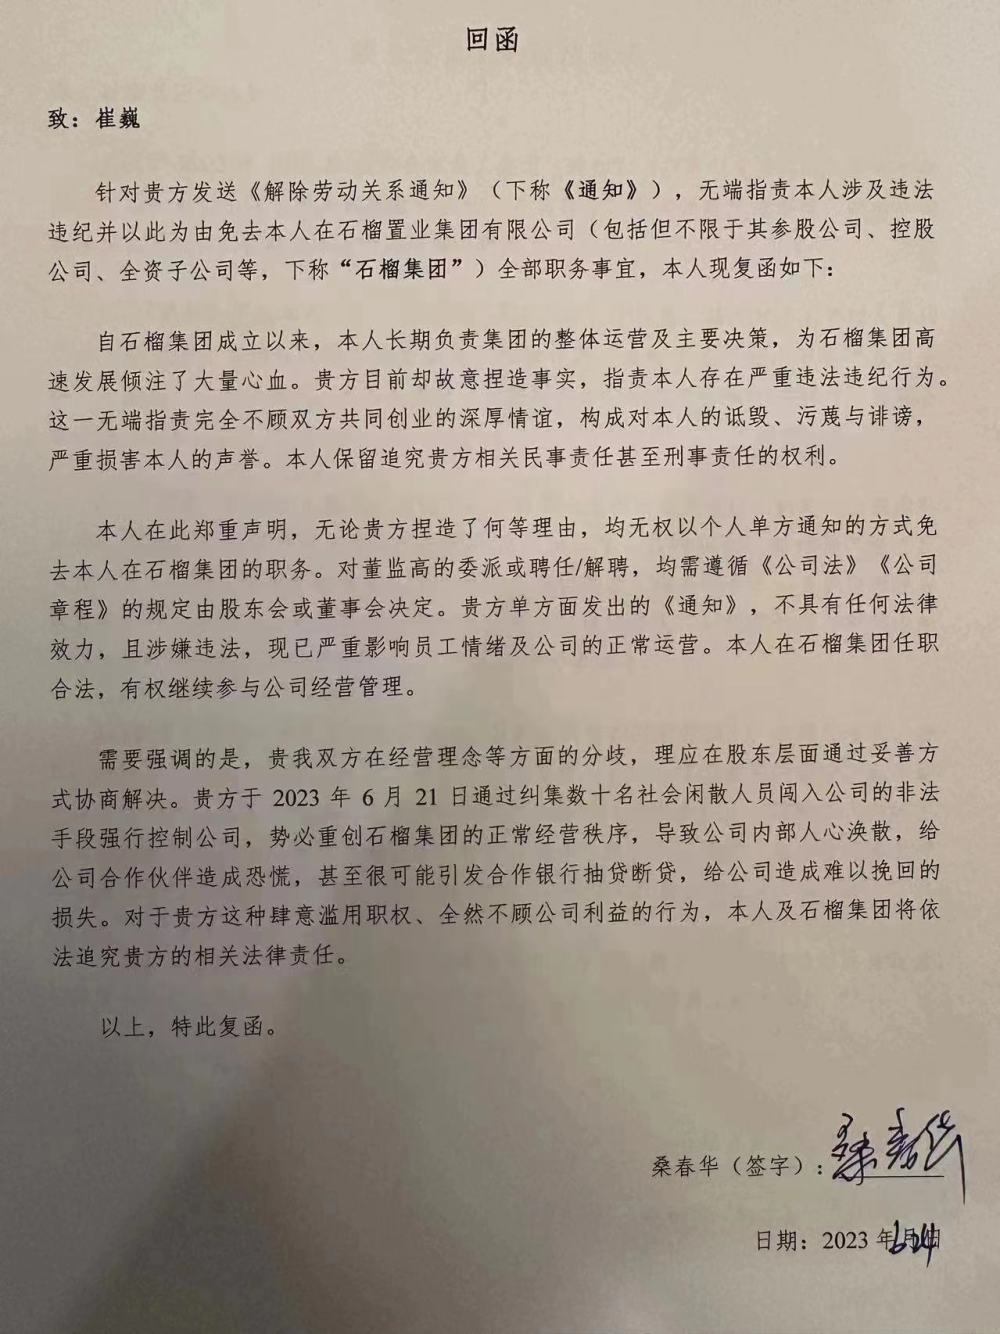 回函
致：崔巍
针对贵方发送《解除劳动关系通知》（下称《通知》），无端指责本人涉及违法
违纪并以此为由免去本人在石榴置业集团有限公司（包括但不限于其参股公司、控股
公司、全资子公司等，下称“石榴集团”）全部职务事宜，本人现复函如下：
自石榴集团成立以来，本人长期负责集团的整体运营及主要决策，为石榴集团高
速发展倾注了大量心血。贵方目前却故意捏造事实，指责本人存在严重违法违纪行为。
这一无端指责完全不顾双方共同创业的深厚情谊，构成对本人的诋毁、污蔑与诽谤，
严重损害本人的声誉。本人保留追究贵方相关民事责任甚至刑事责任的权利。
本人在此郑重声明，无论贵方捏造了何等理由，均无权以个人单方通知的方式免
去本人在石榴集团的职务。对董监高的委派或聘任/解聘，均需遵循《公司法》《公司
章程》的规定由股东会或董事会决定。贵方单方面发出的《通知》，不具有任何法律
效力，且涉嫌违法，现已严重影响员工情绪及公司的正常运营。本人在石榴集团任职
合法，有权继续参与公司经营管理。
需要强调的是，贵我双方在经营理念等方面的分歧，理应在股东层面通过妥善方
式协商解决。贵方于 2023 年 6 月 21 日通过纠集数十名社会闲散人员闯入公司的非法
手段强行控制公司，势必重创石榴集团的正常经营秩序，导致公司内部人心涣散，给
公司合作伙伴造成恐慌，甚至很可能引发合作银行抽贷断贷，给公司造成难以挽回的
损失。对于贵方这种肆意滥用职权、全然不顾公司利益的行为，本人及石榴集团将依
法追究贵方的相关法律责任。
以上，特此复函。
桑春华（签字）：桑春华
日期：2023 年6月24日